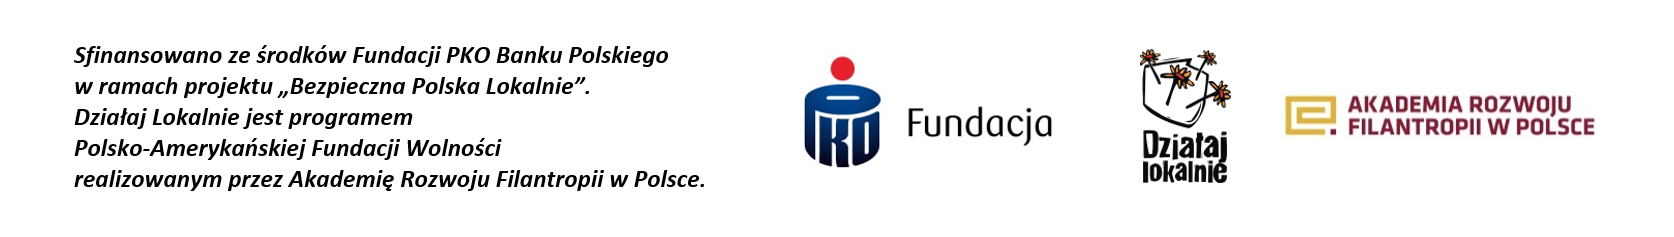 Sfinansowano ze środków Fundacji PKO Banku Polskiego
w ramach projektu „Bezpieczna Polska Lokalnie”.
Działaj Lokalnie jest programem
Polsko-Amerykańskiej Fundacji Wolności
realizowanym przez Akademię Rozwoju Filantropii w Polsce.
PKO
Fundacja
Działaj
lokalnie
AKADEMIA ROZWOJU
FILANTROPII W POLSCE